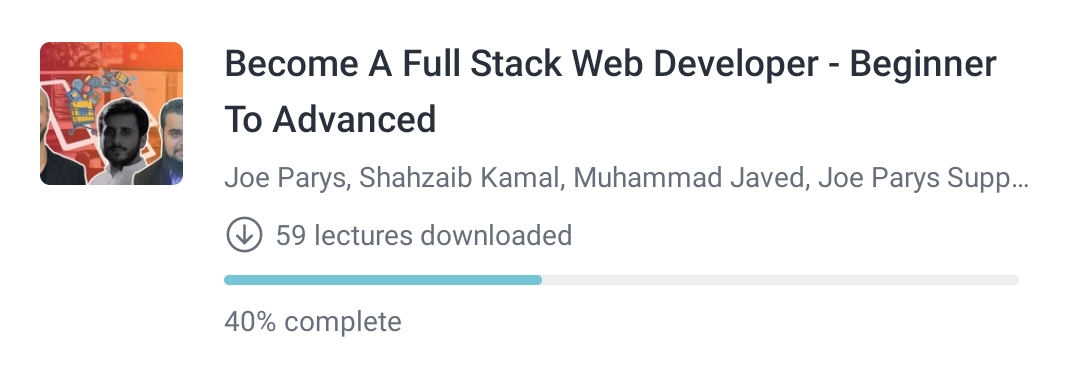 Become A Full Stack Web Developer - Beginner
To Advanced
Joe Parys, Shahzaib Kamal, Muhammad Javed, Joe Parys Supp...
59 lectures downloaded
40% complete